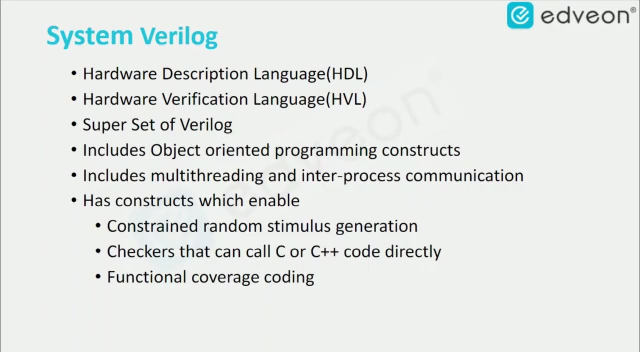 edveon®
System Verilog
• Hardware Description Language(HDL)
• Hardware Verification Language(HVL)
• Super Set of Verilog
• Includes Object oriented programming constructs
• Includes multithreading and inter-process communication
• Has constructs which enable
• Constrained random stimulus generation
• Checkers that can call C or C++ code directly
• Functional coverage coding
edveon®